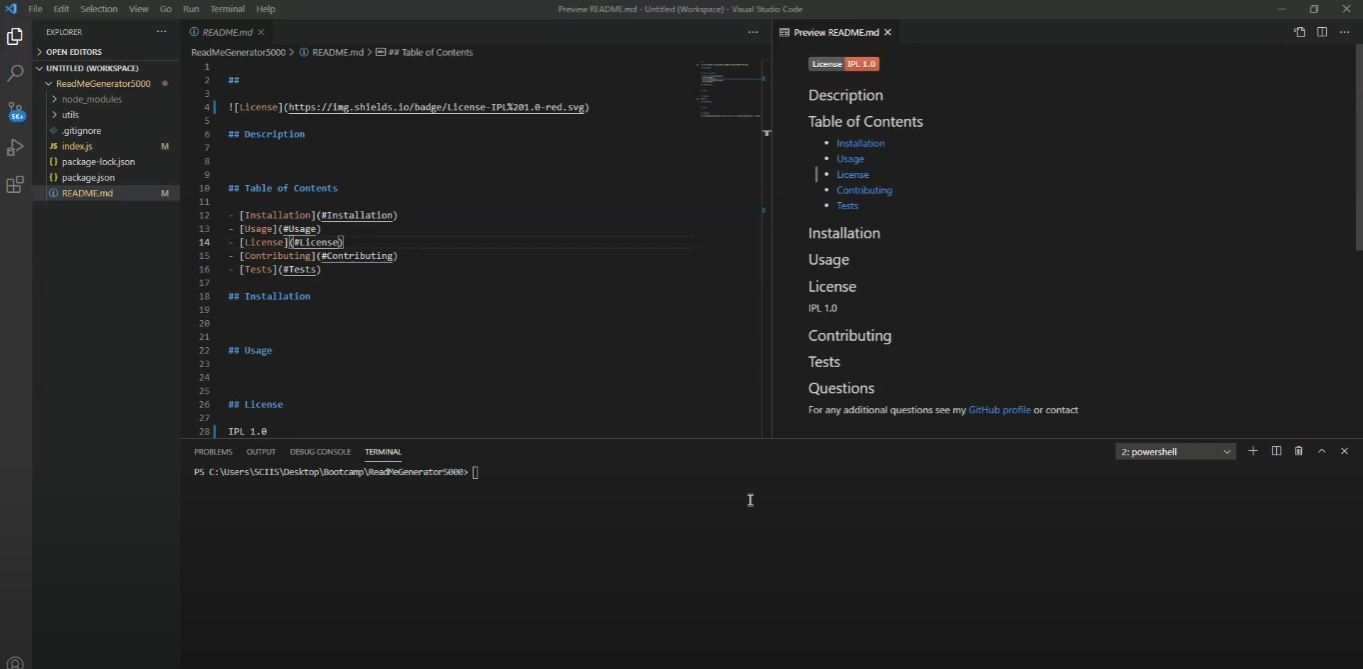 File Edit Selection View Go Run Terminal Help
Preview README.md - Untitled (Workspace) - Visual Studio Code
EXPLORER
OPEN EDITORS
UNTITLED (WORKSPACE)
ReadMeGenerator5000
node_modules
utils
.gitignore
JS index.js M
{} package-lock.json
{} package.json
README.md M
5K+
README.md
ReadMeGenerator5000 > README.md > ## Table of Contents
1
2 ##
3
4 ![License](https://img.shields.io/badge/License-IPL%201.0-red.svg)
5
6 ## Description
7
8
9
10 ## Table of Contents
11
12 - [Installation](#Installation)
13 - [Usage](#Usage)
14 - [License](#License)
15 - [Contributing](#Contributing)
16 - [Tests](#Tests)
17
18 ## Installation
19
20
21
22 ## Usage
23
24
25
26 ## License
27
28 IPL 1.0
Preview README.md
License IPL 1.0
Description
Table of Contents
• Installation
• Usage
• License
• Contributing
• Tests
Installation
Usage
License
IPL 1.0
Contributing
Tests
Questions
For any additional questions see my GitHub profile or contact
PROBLEMS OUTPUT DEBUG CONSOLE TERMINAL
2: powershell
PS C:\Users\SCIIS\Desktop\Bootcamp\ReadMeGenerator5000>